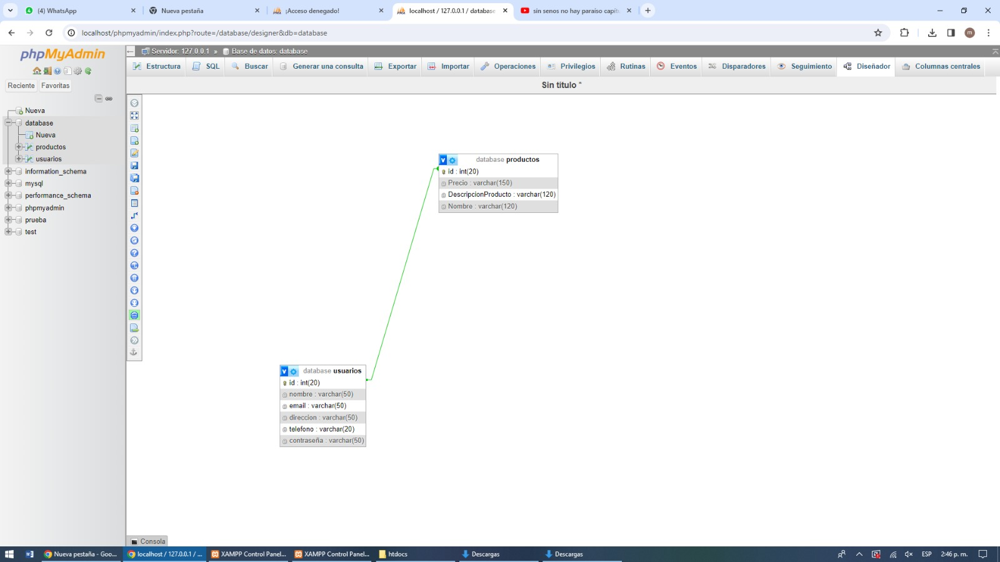 (4) WhatsApp
Nueva pestaña
¡Acceso denegado!
localhost / 127.0.0.1 / database
sin senos no hay paraíso capít
localhost/phpmyadmin/index.php?route=/database/designer&db=database
m
phpMyAdmin
Servidor: 127.0.0.1 » Base de datos: database
Estructura SQL Buscar Generar una consulta Exportar Importar Operaciones Privilegios Rutinas Eventos Disparadores Seguimiento Diseñador Columnas centrales
Reciente Favoritas
Sin título *
Nueva
database
Nueva
productos
usuarios
information_schema
mysql
performance_schema
phpmyadmin
prueba
test
v database productos
id : int(20)
Precio : varchar(150)
DescripcionProducto : varchar(120)
Nombre : varchar(120)
v database usuarios
id : int(20)
nombre : varchar(50)
email : varchar(50)
direccion : varchar(50)
telefono : varchar(20)
contraseña : varchar(50)
Consola
Nueva pestaña - Goo...
localhost / 127.0.0.1 / ...
XAMPP Control Panel...
XAMPP Control Panel...
htdocs
Descargas
Descargas
ESP
2:46 p. m.